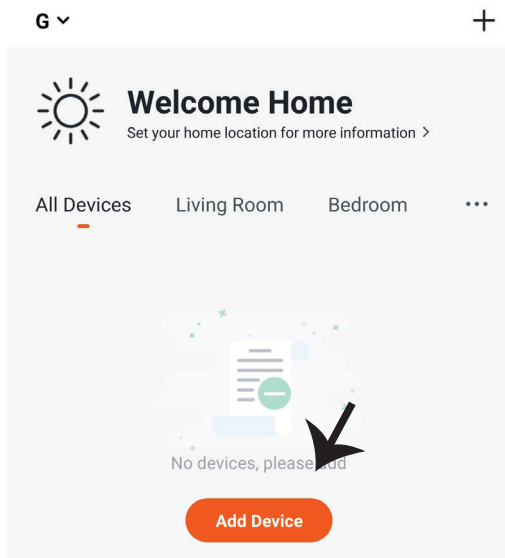 G
Welcome Home
Set your home location for more information >
All Devices Living Room Bedroom ...
No devices, please add
Add Device